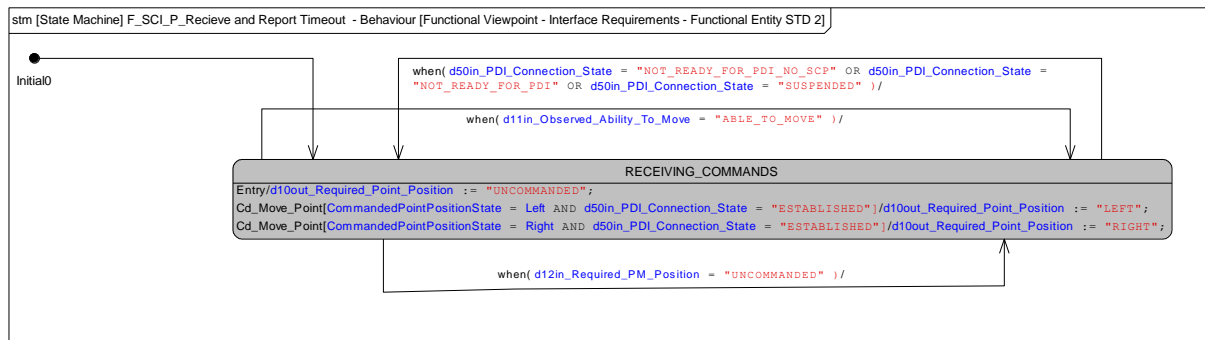 stm [State Machine] F_SCI_P_Recieve and Report Timeout  - Behaviour [Functional Viewpoint - Interface Requirements - Functional Entity STD 2]
Initial0
when( d50in_PDI_Connection_State = "NOT_READY_FOR_PDI_NO_SCP" OR d50in_PDI_Connection_State =
"NOT_READY_FOR_PDI" OR d50in_PDI_Connection_State = "SUSPENDED" )/
when( d11in_Observed_Ability_To_Move = "ABLE_TO_MOVE" )/
RECEIVING_COMMANDS
Entry/d10out_Required_Point_Position := "UNCOMMANDED";
Cd_Move_Point[CommandedPointPositionState = Left AND d50in_PDI_Connection_State = "ESTABLISHED"]/d10out_Required_Point_Position := "LEFT";
Cd_Move_Point[CommandedPointPositionState = Right AND d50in_PDI_Connection_State = "ESTABLISHED"]/d10out_Required_Point_Position := "RIGHT";
when( d12in_Required_PM_Position = "UNCOMMANDED" )/